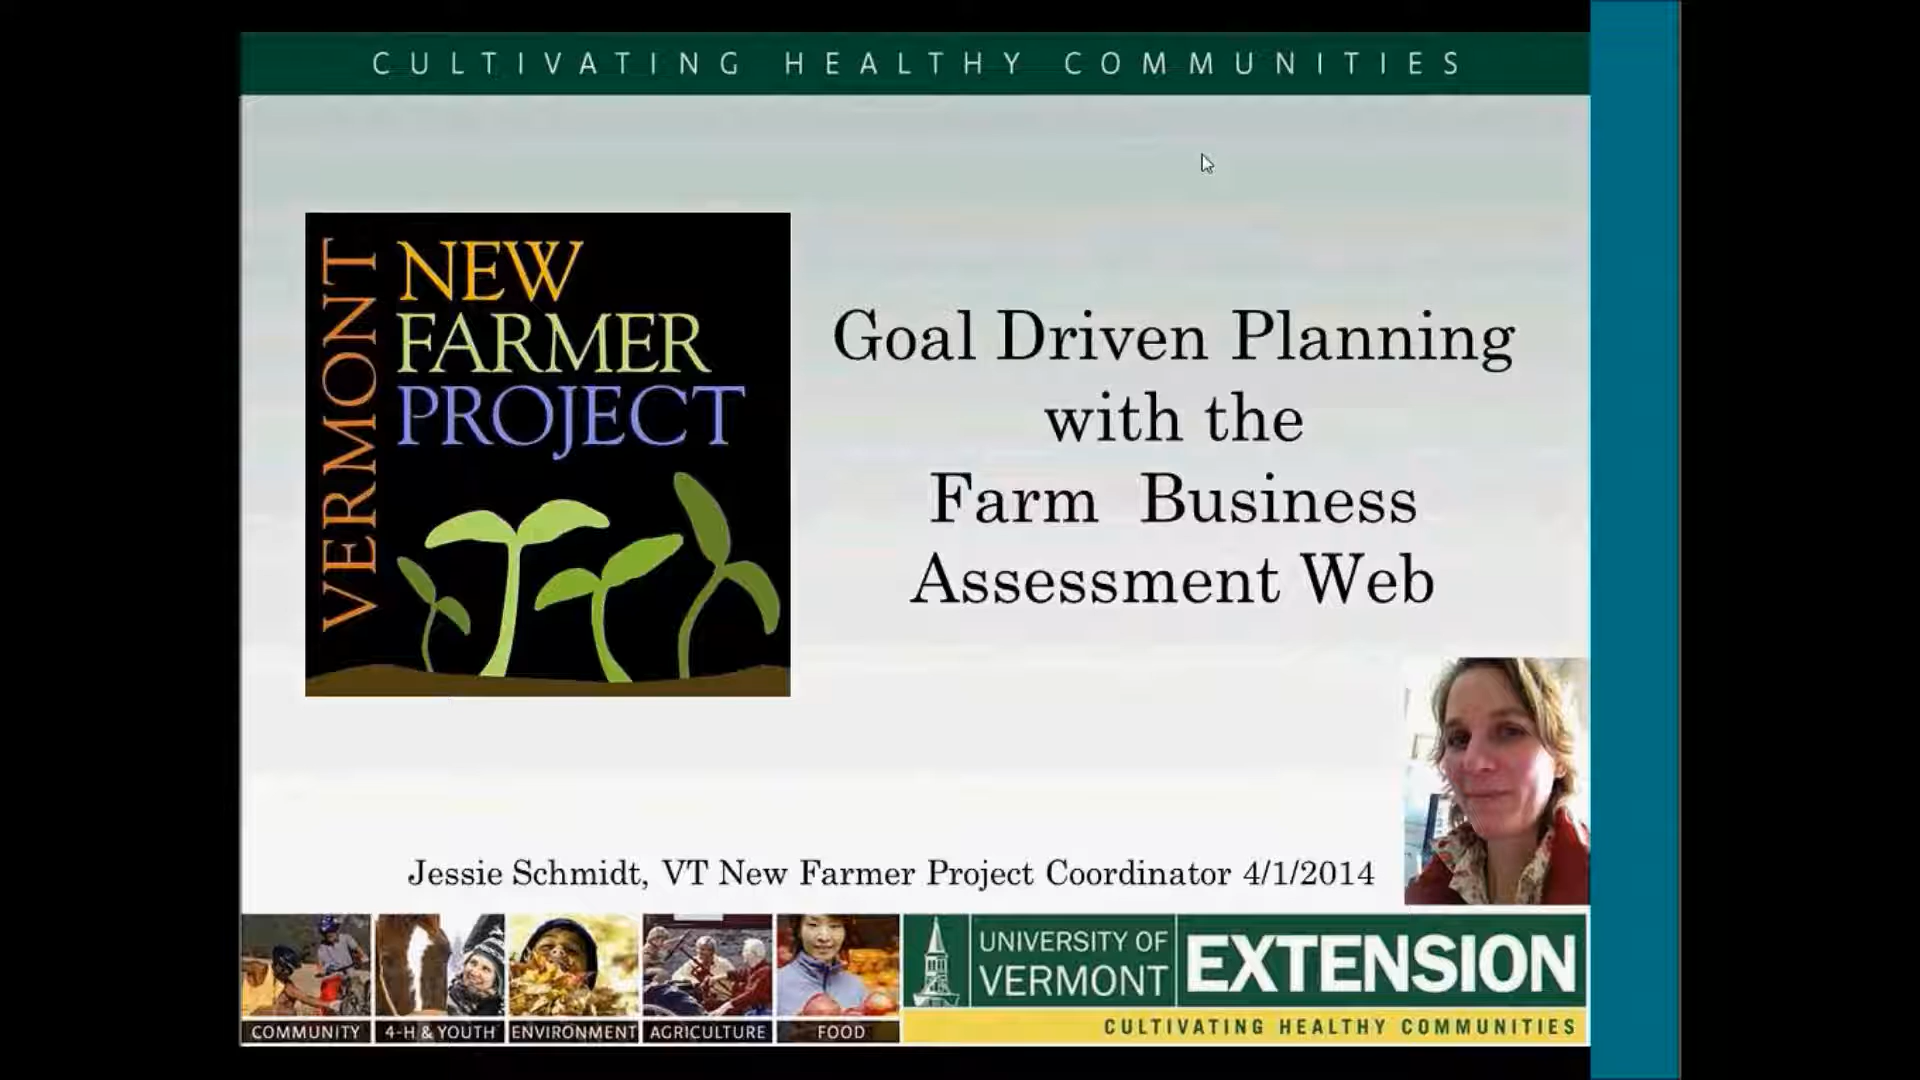 CULTIVATING HEALTHY COMMUNITIES
VERMONT
NEW
FARMER
PROJECT
Goal Driven Planning
with the
Farm Business
Assessment Web
Jessie Schmidt, VT New Farmer Project Coordinator 4/1/2014
COMMUNITY
4-H & YOUTH
ENVIRONMENT
AGRICULTURE
FOOD
UNIVERSITY OF
VERMONT
EXTENSION
CULTIVATING HEALTHY COMMUNITIES